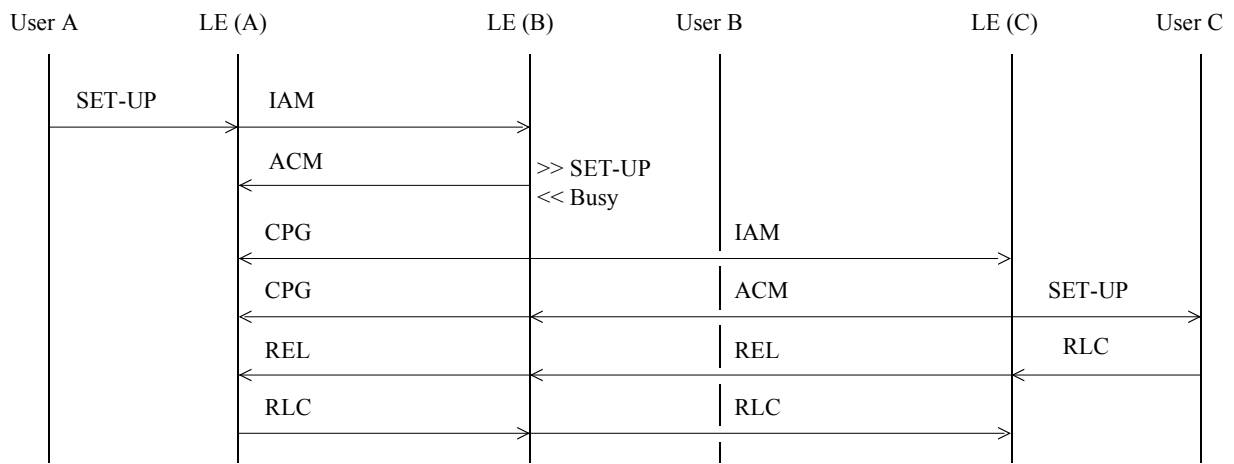 User A LE (A) LE (B) User B LE (C) User C
SET-UP IAM
ACM >> SET-UP
<< Busy
CPG IAM
CPG ACM SET-UP
REL REL RLC
RLC RLC